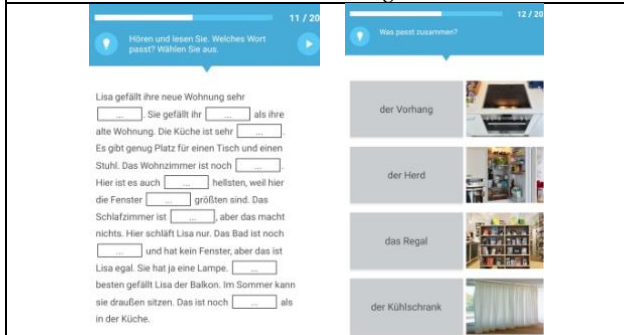 11 / 20
Hören und lesen Sie. Welches Wort
passt? Wählen Sie aus.
Lisa gefällt ihre neue Wohnung sehr
... . Sie gefällt ihr ... als ihre
alte Wohnung. Die Küche ist sehr ... .
Es gibt genug Platz für einen Tisch und einen
Stuhl. Das Wohnzimmer ist noch ... .
Hier ist es auch ... hellsten, weil hier
die Fenster ... größten sind. Das
Schlafzimmer ist ... , aber das macht
nichts. Hier schläft Lisa nur. Das Bad ist noch
... und hat kein Fenster, aber das ist
Lisa egal. Sie hat ja eine Lampe. ...
besten gefällt Lisa der Balkon. Im Sommer kann
sie draußen sitzen. Das ist noch ... als
in der Küche.
12 / 20
Was passt zusammen?
der Vorhang
der Herd
das Regal
der Kühlschrank